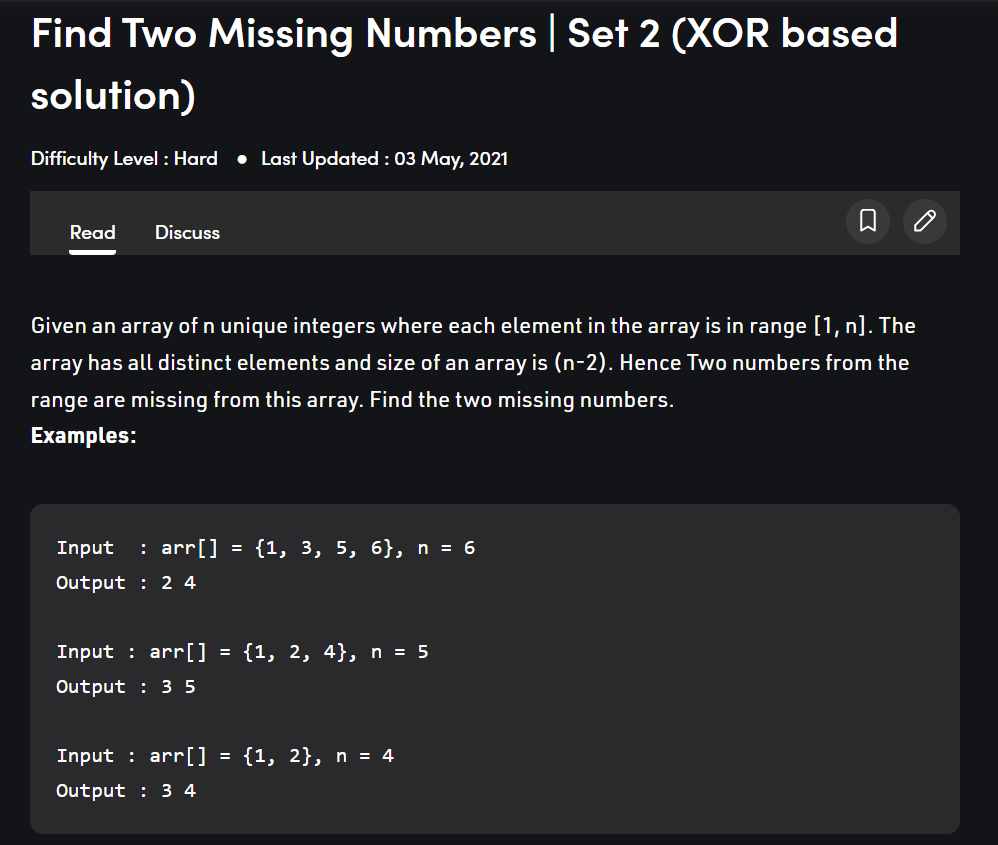 Find Two Missing Numbers | Set 2 (XOR based
solution)
Difficulty Level : Hard ● Last Updated : 03 May, 2021
Read Discuss
Given an array of n unique integers where each element in the array is in range [1, n]. The
array has all distinct elements and size of an array is (n-2). Hence Two numbers from the
range are missing from this array. Find the two missing numbers.
Examples:
Input  : arr[] = {1, 3, 5, 6}, n = 6
Output : 2 4
Input : arr[] = {1, 2, 4}, n = 5
Output : 3 5
Input : arr[] = {1, 2}, n = 4
Output : 3 4